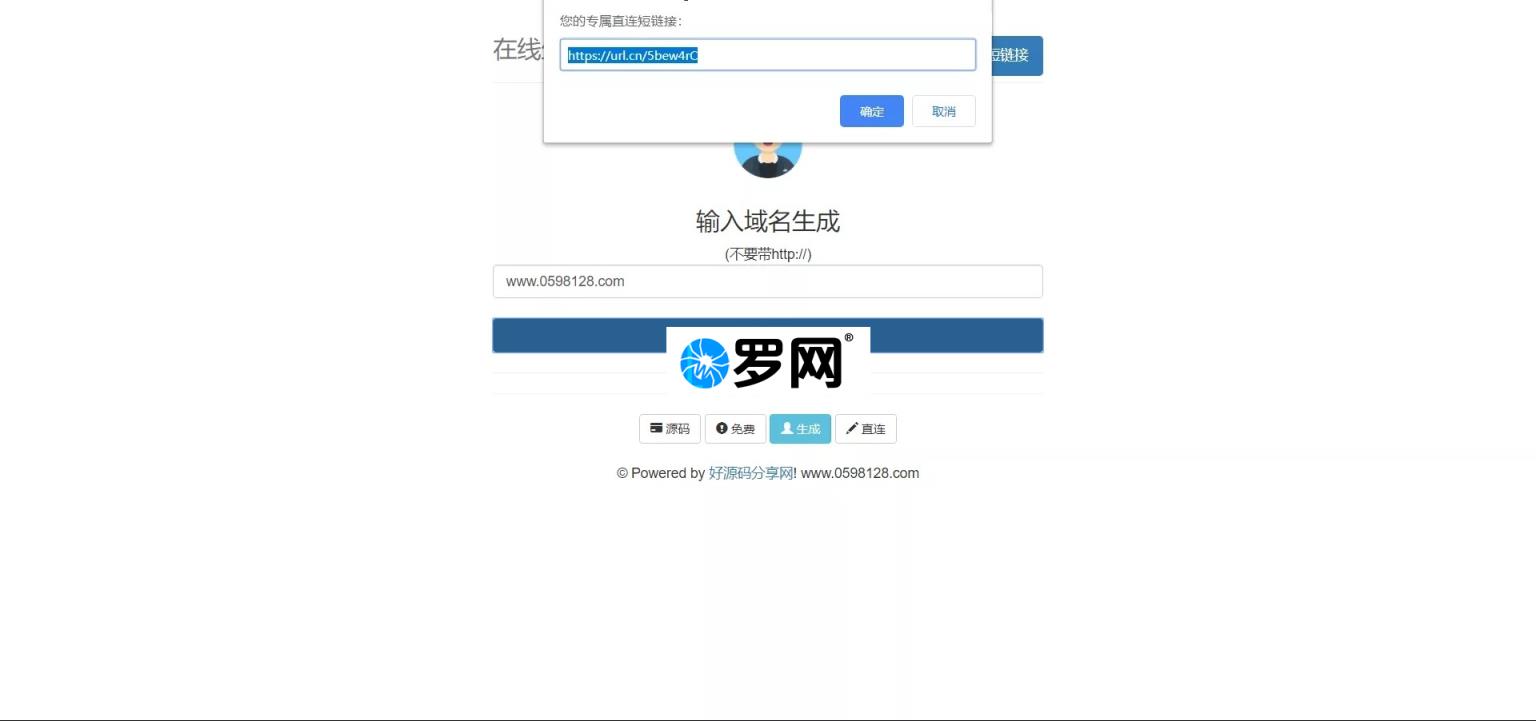 您的专属直连短链接：
https://url.cn/5bew4rC
在线
短链接
确定
取消
输入域名生成
(不要带http://)
www.0598128.com
罗网®
源码
免费
生成
直连
© Powered by 好源码分享网! www.0598128.com